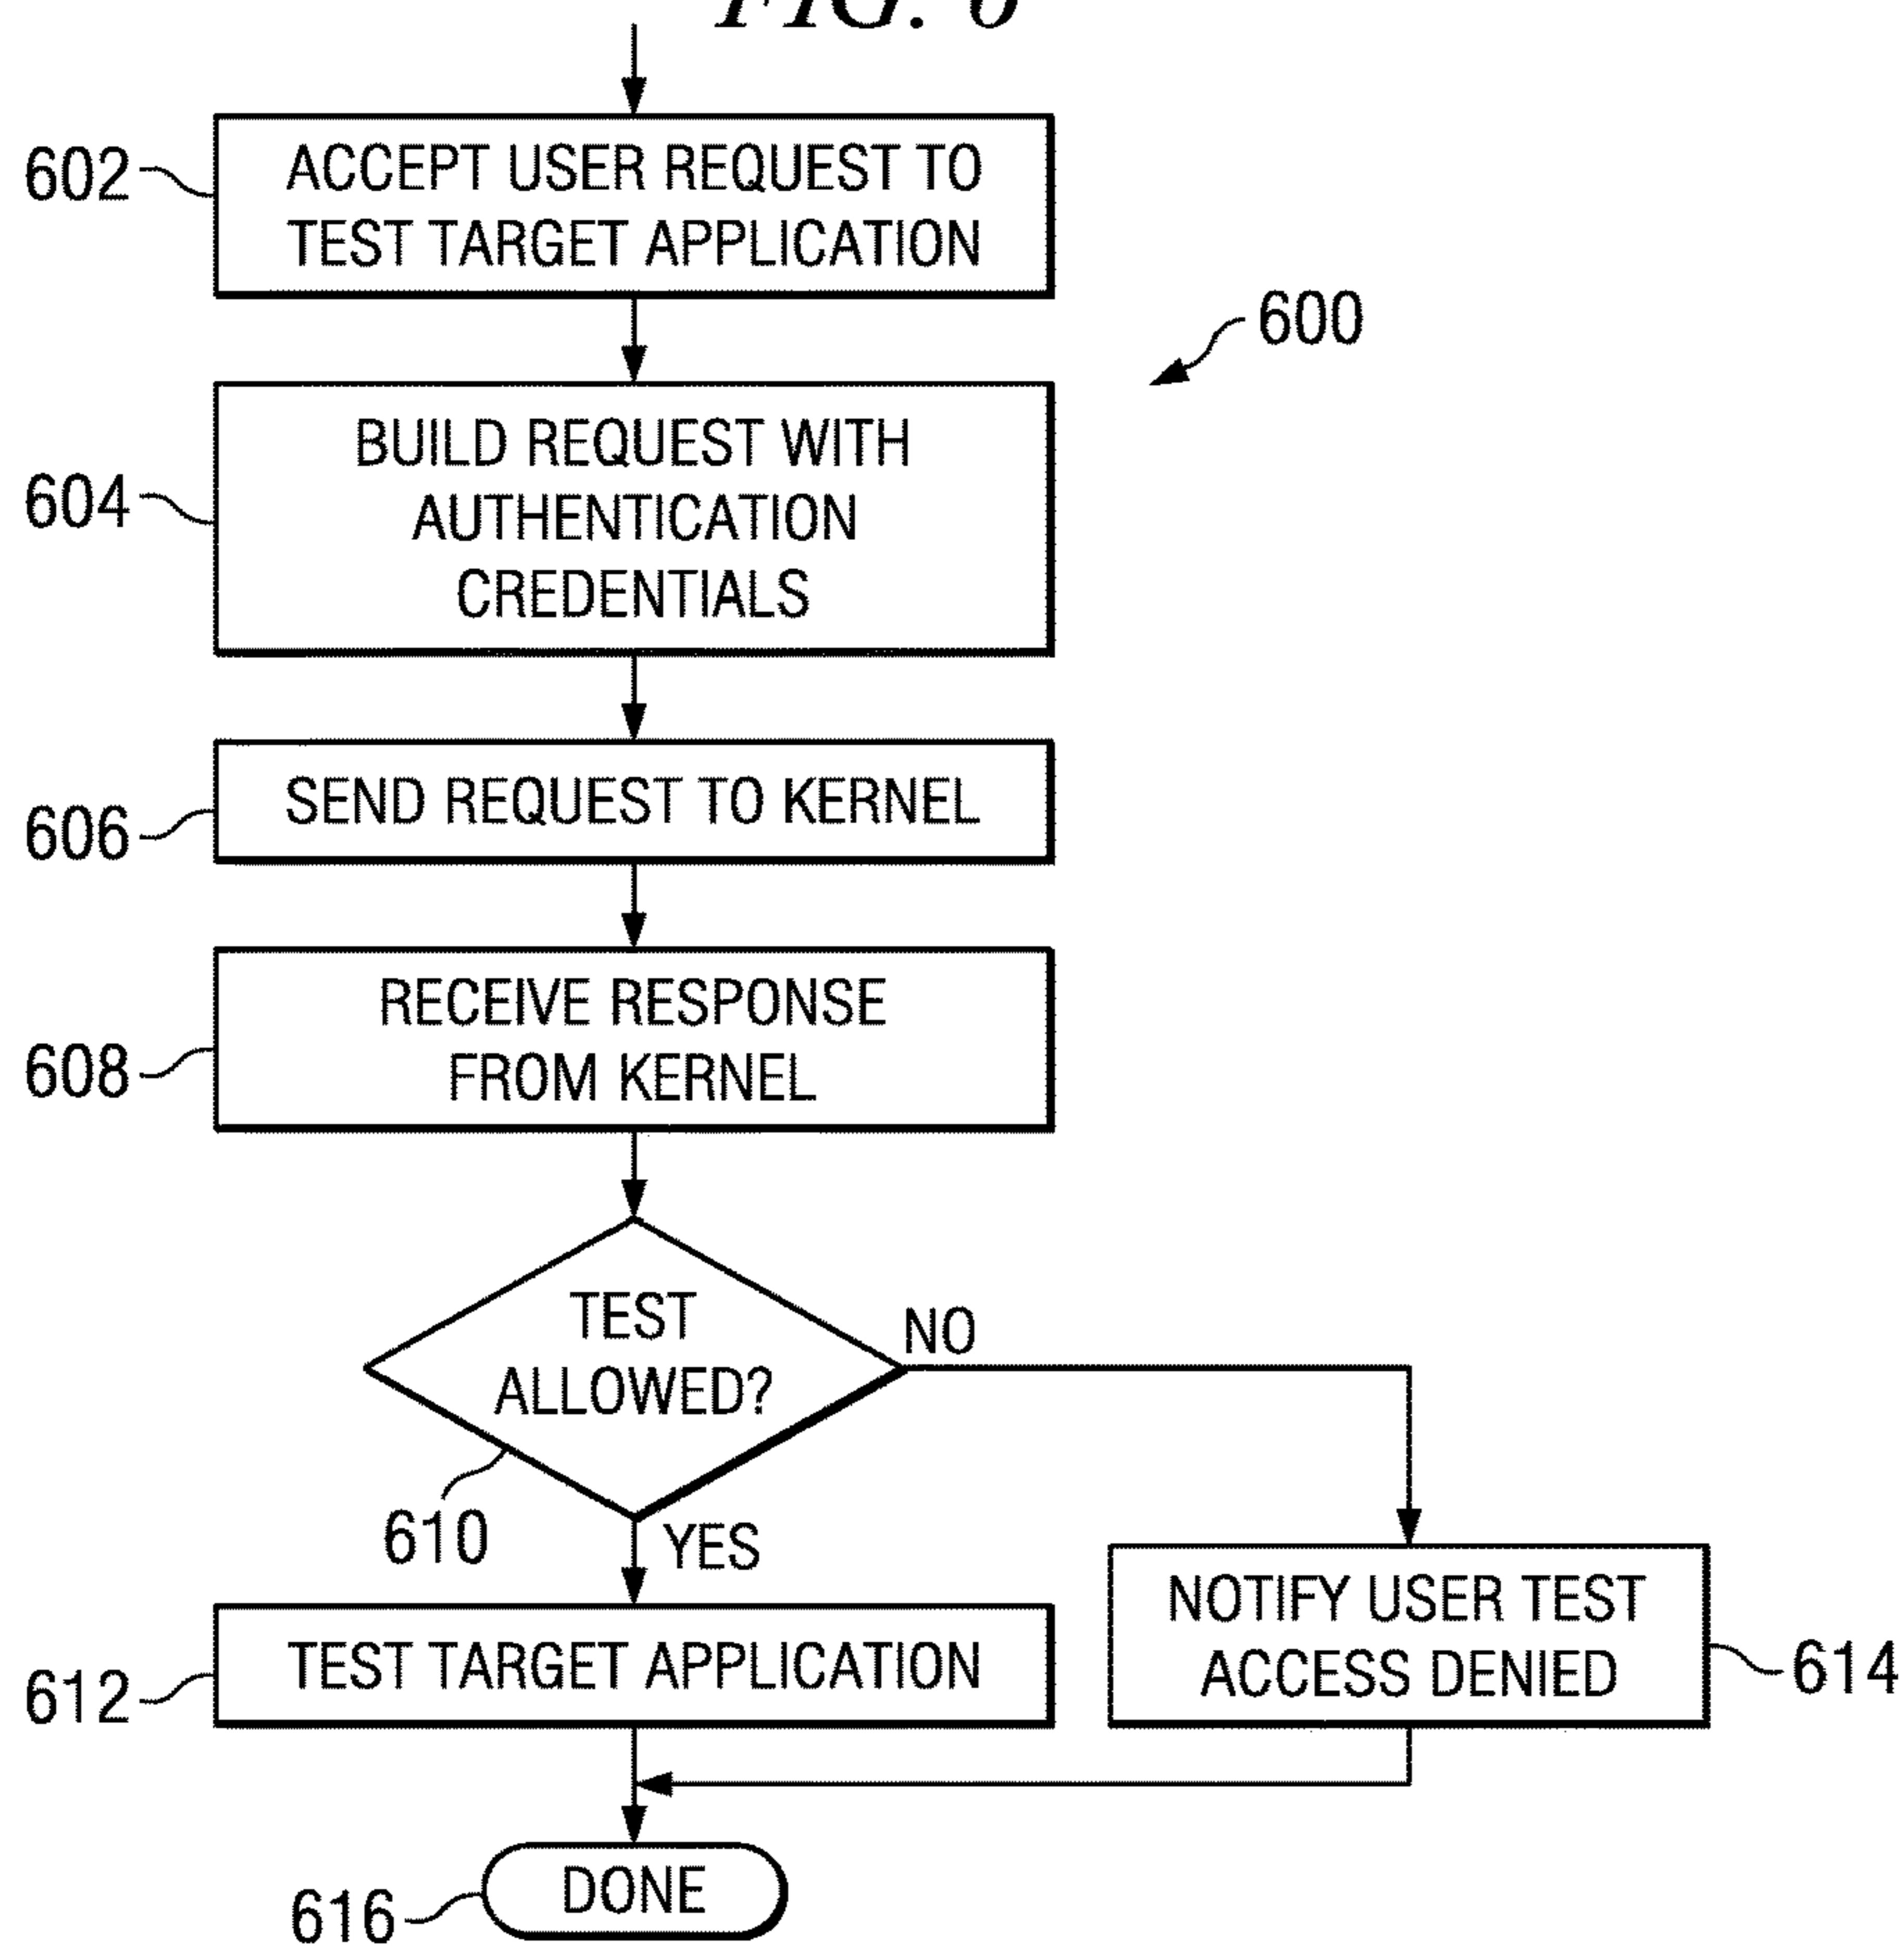 FIG. 6
602
ACCEPT USER REQUEST TO
TEST TARGET APPLICATION
600
604
BUILD REQUEST WITH
AUTHENTICATION
CREDENTIALS
606
SEND REQUEST TO KERNEL
608
RECEIVE RESPONSE
FROM KERNEL
TEST
ALLOWED?
NO
610
YES
612
TEST TARGET APPLICATION
NOTIFY USER TEST
ACCESS DENIED
614
616
DONE